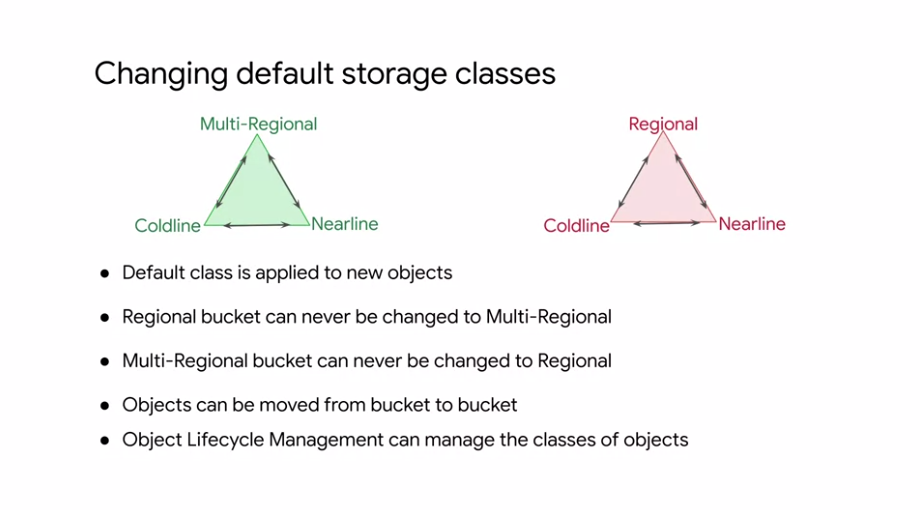 Changing default storage classes
Multi-Regional
Regional
Coldline
Nearline
Coldline
Nearline
● Default class is applied to new objects
● Regional bucket can never be changed to Multi-Regional
● Multi-Regional bucket can never be changed to Regional
● Objects can be moved from bucket to bucket
● Object Lifecycle Management can manage the classes of objects